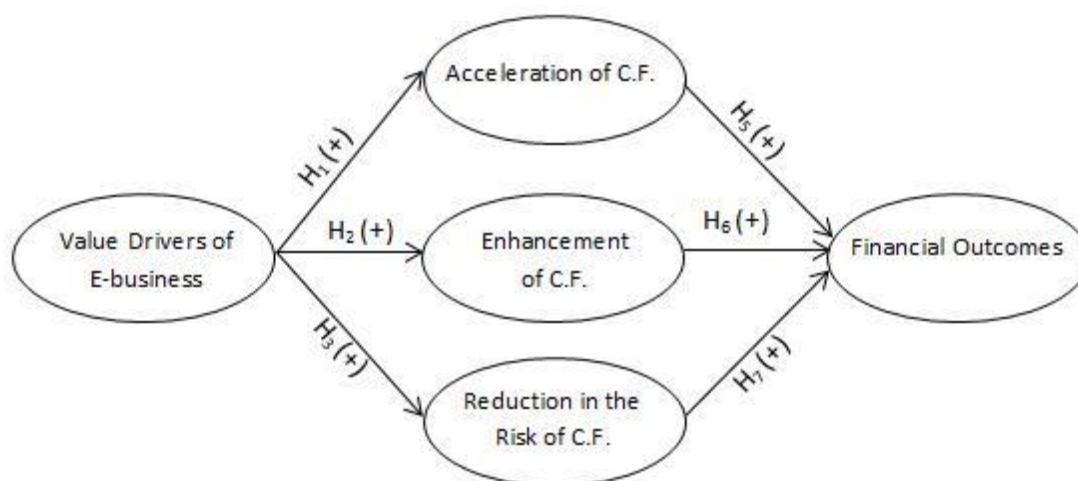 Acceleration of C.F.
H₁ (+)
H₅ (+)
Value Drivers of
E-business
H₂ (+)
Enhancement
of C.F.
H₆ (+)
Financial Outcomes
H₃ (+)
H₇ (+)
Reduction in the
Risk of C.F.